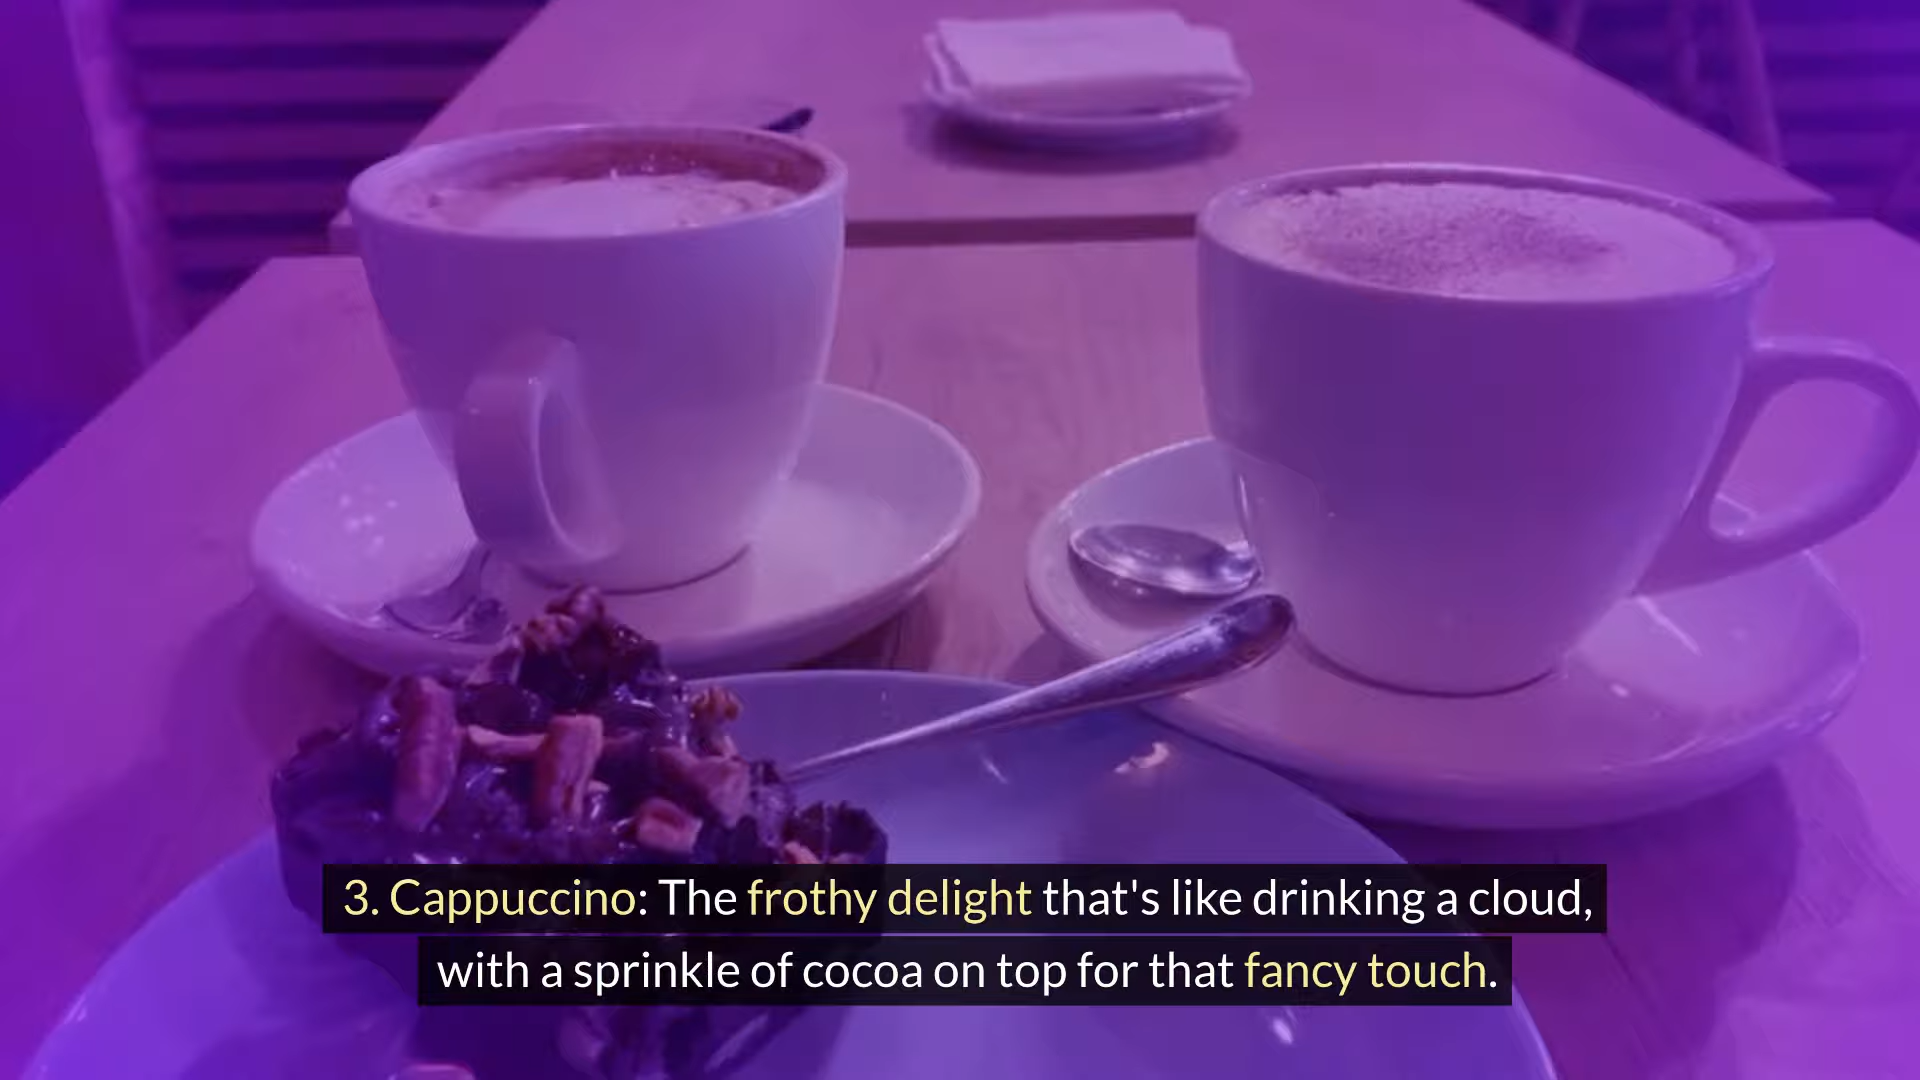 3. Cappuccino: The frothy delight that's like drinking a cloud,
with a sprinkle of cocoa on top for that fancy touch.